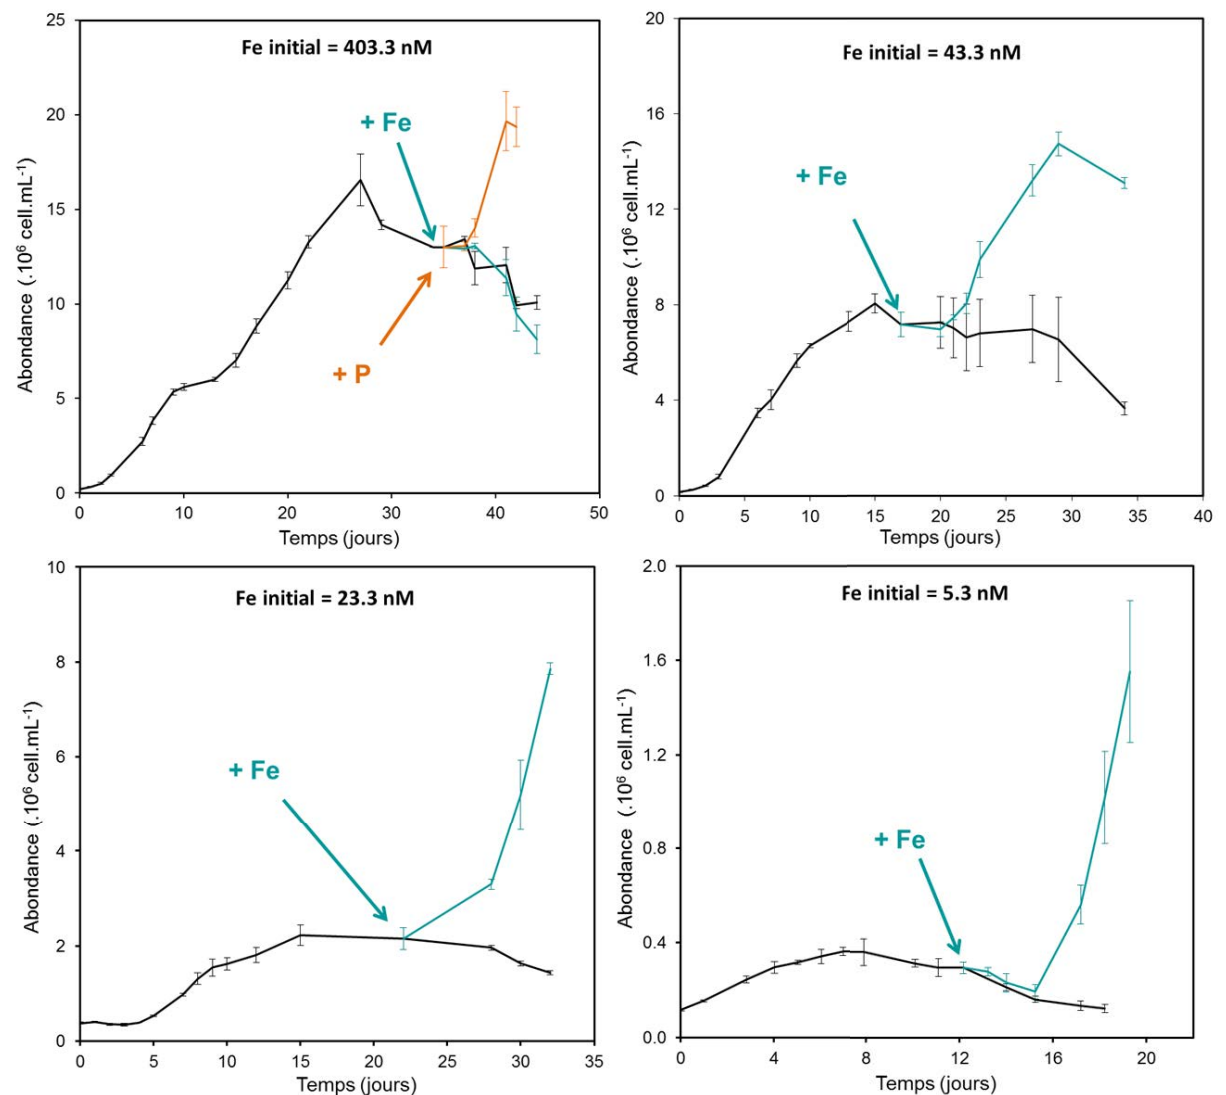 Fe initial = 403.3 nM
Abondance (.10⁶ cell.mL⁻¹)
25
20
15
10
5
0
+ Fe
+ P
0 10 20 30 40 50
Temps (jours)
Fe initial = 43.3 nM
Abondance (.10⁶ cell.mL⁻¹)
20
16
12
8
4
0
+ Fe
0 5 10 15 20 25 30 35 40
Temps (jours)
Fe initial = 23.3 nM
Abondance (.10⁶ cell.mL⁻¹)
10
8
6
4
2
0
+ Fe
0 5 10 15 20 25 30 35
Temps (jours)
Fe initial = 5.3 nM
Abondance (.10⁶ cell.mL⁻¹)
2.0
1.6
1.2
0.8
0.4
0.0
+ Fe
0 4 8 12 16 20
Temps (jours)